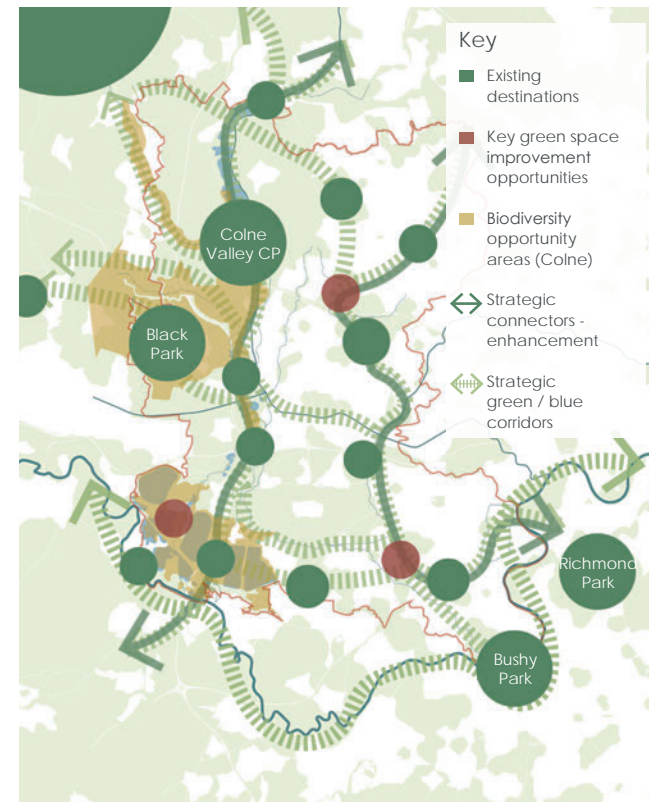 Key
Existing
destinations
Key green space
improvement
opportunities
Biodiversity
opportunity
areas (Colne)
Strategic
connectors -
enhancement
Strategic
green / blue
corridors
Colne
Valley CP
Black
Park
Richmond
Park
Bushy
Park